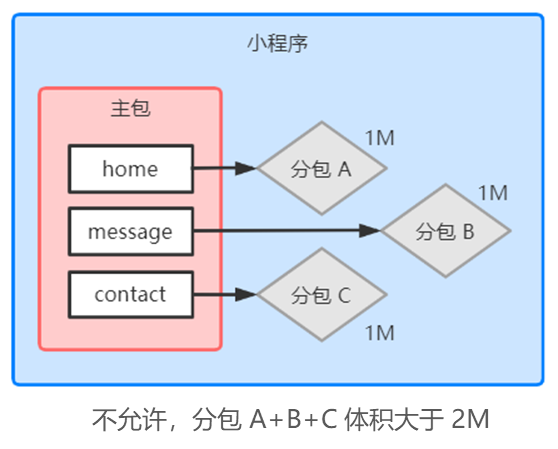 小程序
主包
home
分包 A
1M
message
分包 B
1M
contact
分包 C
1M
不允许，分包 A+B+C 体积大于 2M